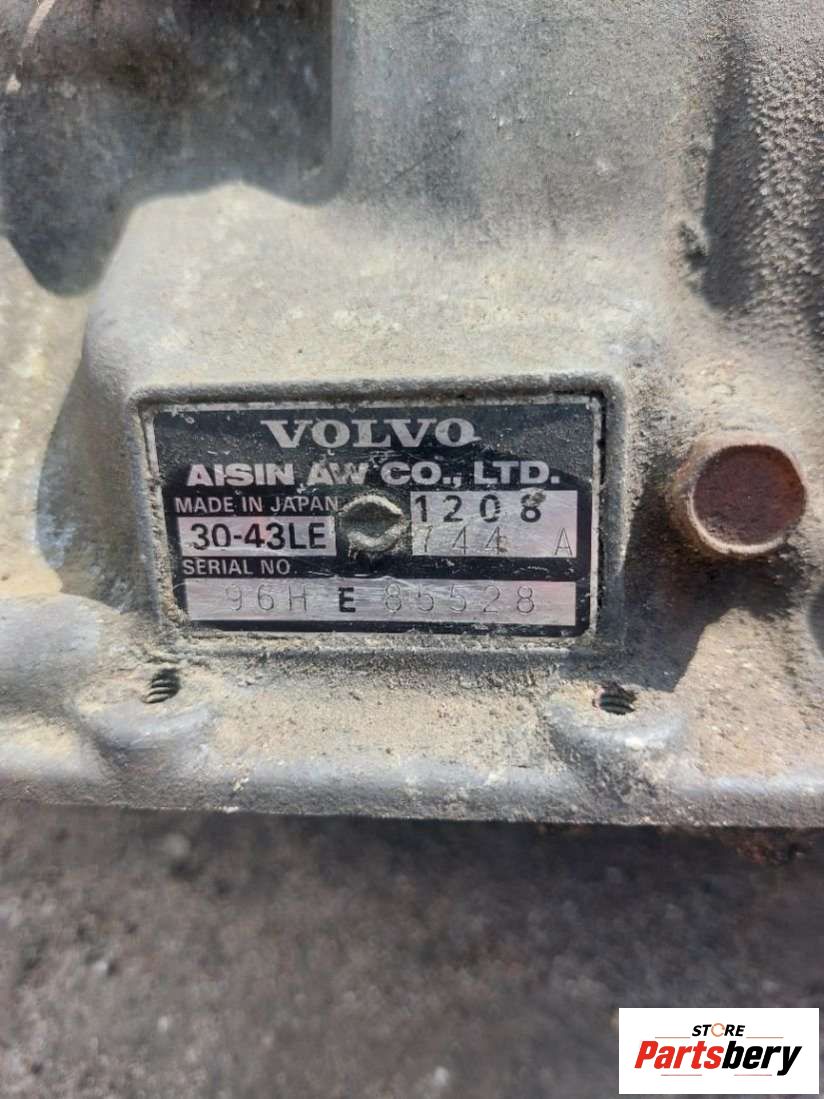 VOLVO
AISIN AW CO., LTD.
MADE IN JAPAN 1208
30-43LE 744 A
SERIAL NO.
96H E 85528
STORE
Partsbery